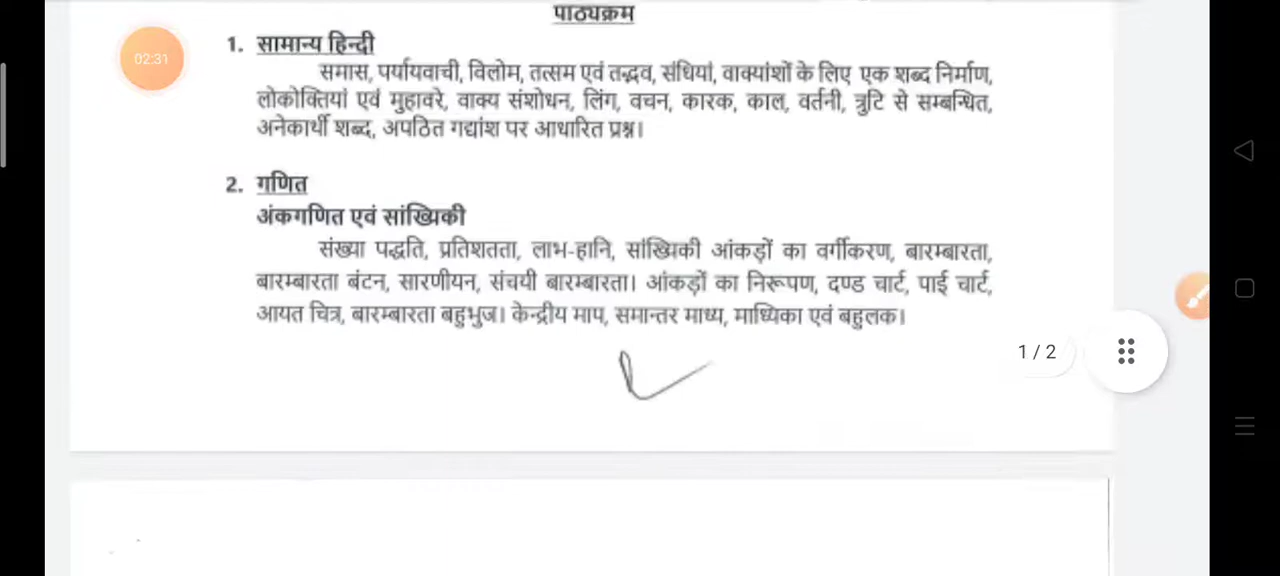 पाठ्यक्रम
02:31
1. सामान्य हिन्दी
समास, पर्यायवाची, विलोम, तत्सम एवं तद्भव, संधियां, वाक्यांशों के लिए एक शब्द निर्माण,
लोकोक्तियां एवं मुहावरे, वाक्य संशोधन, लिंग, वचन, कारक, काल, वर्तनी, त्रुटि से सम्बन्धित,
अनेकार्थी शब्द, अपठित गद्यांश पर आधारित प्रश्न।
2. गणित
अंकगणित एवं सांख्यिकी
संख्या पद्धति, प्रतिशतता, लाभ-हानि, सांख्यिकी आंकड़ों का वर्गीकरण, बारम्बारता,
बारम्बारता बंटन, सारणीयन, संचयी बारम्बारता। आंकड़ों का निरूपण, दण्ड चार्ट, पाई चार्ट,
आयत चित्र, बारम्बारता बहुभुज। केन्द्रीय माप, समान्तर माध्य, माध्यिका एवं बहुलक।
1 / 2